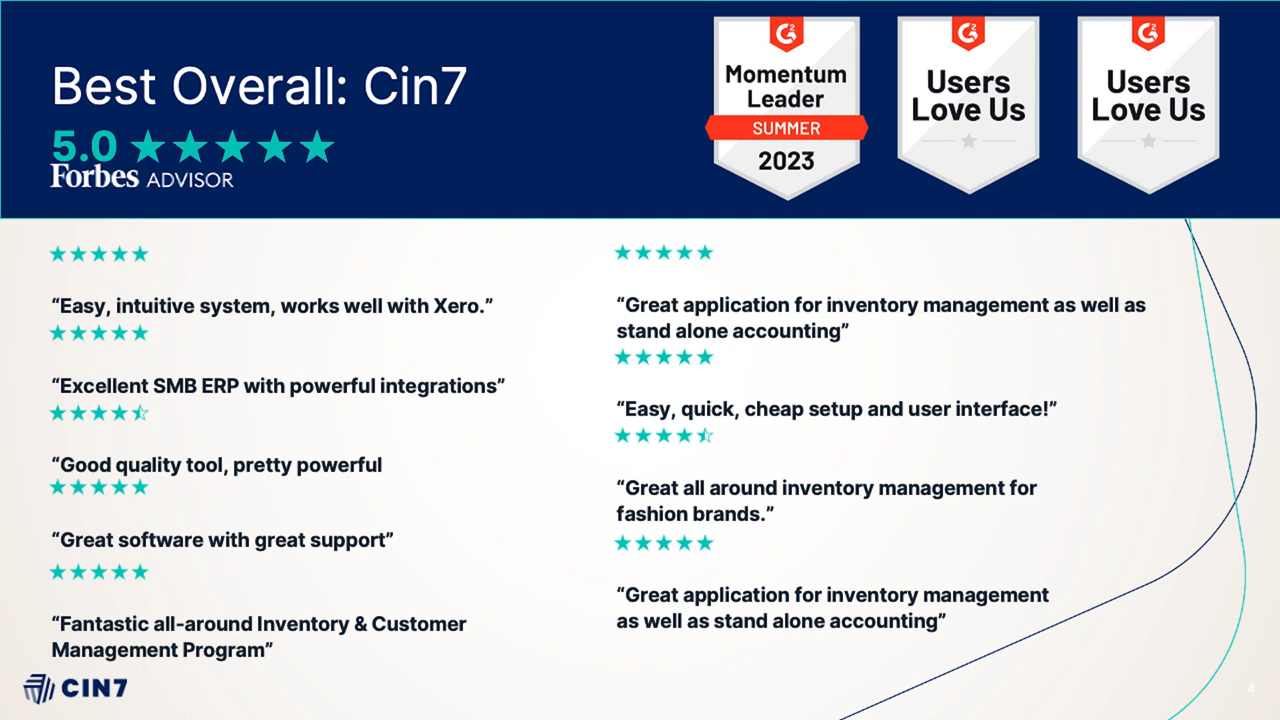 Best Overall: Cin7
5.0
Forbes ADVISOR
Momentum
Leader
SUMMER
2023
Users
Love Us
Users
Love Us
“Easy, intuitive system, works well with Xero.”
“Excellent SMB ERP with powerful integrations”
“Good quality tool, pretty powerful
“Great software with great support”
“Fantastic all-around Inventory & Customer
Management Program”
“Great application for inventory management as well as
stand alone accounting”
“Easy, quick, cheap setup and user interface!”
“Great all around inventory management for
fashion brands.”
“Great application for inventory management
as well as stand alone accounting”
CIN7
4